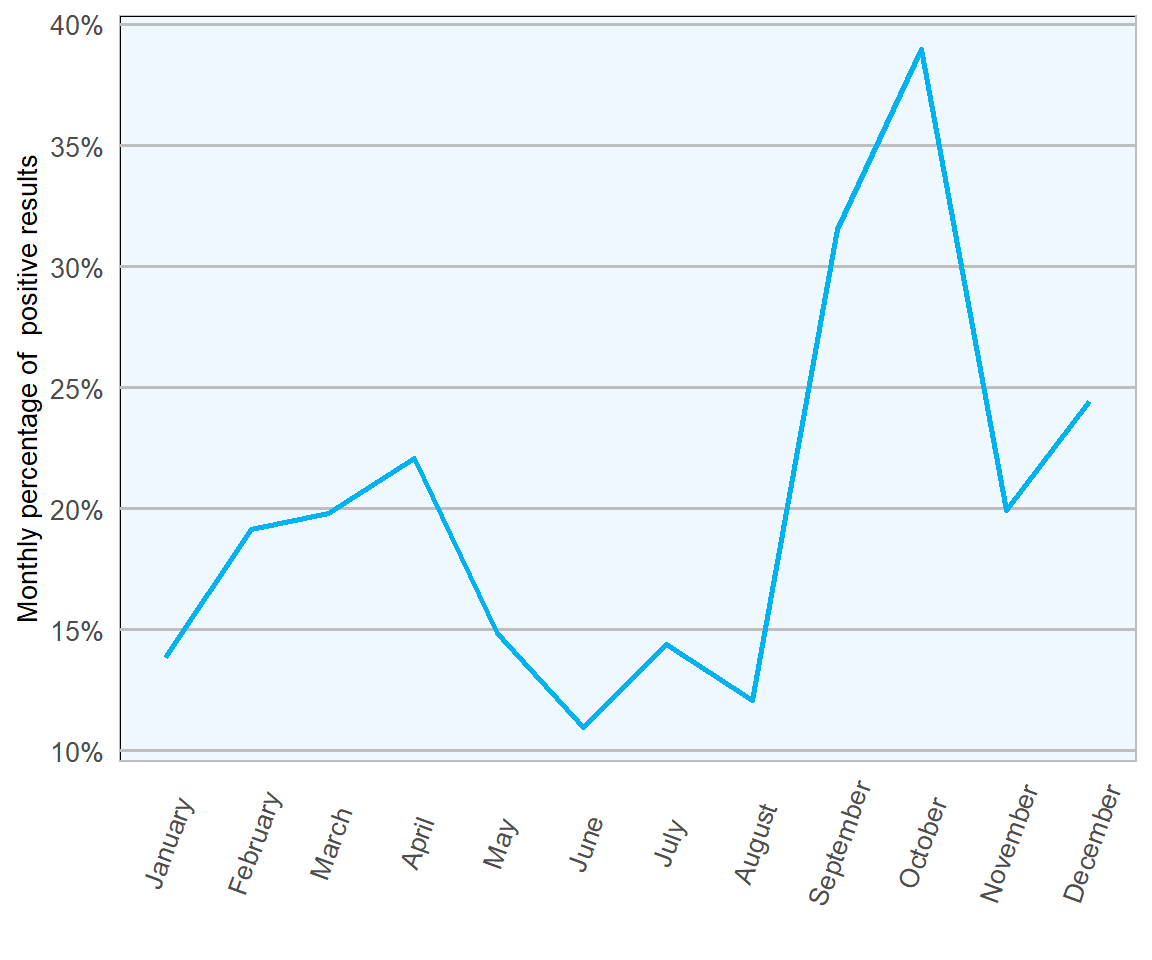 40%
35%
30%
25%
20%
15%
10%
Monthly percentage of  positive results
January
February
March
April
May
June
July
August
September
October
November
December